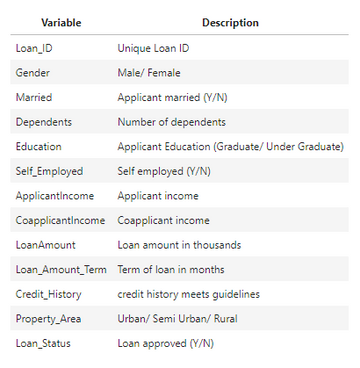 Variable Description
Loan_ID Unique Loan ID
Gender Male/ Female
Married Applicant married (Y/N)
Dependents Number of dependents
Education Applicant Education (Graduate/ Under Graduate)
Self_Employed Self employed (Y/N)
ApplicantIncome Applicant income
CoapplicantIncome Coapplicant income
LoanAmount Loan amount in thousands
Loan_Amount_Term Term of loan in months
Credit_History credit history meets guidelines
Property_Area Urban/ Semi Urban/ Rural
Loan_Status Loan approved (Y/N)